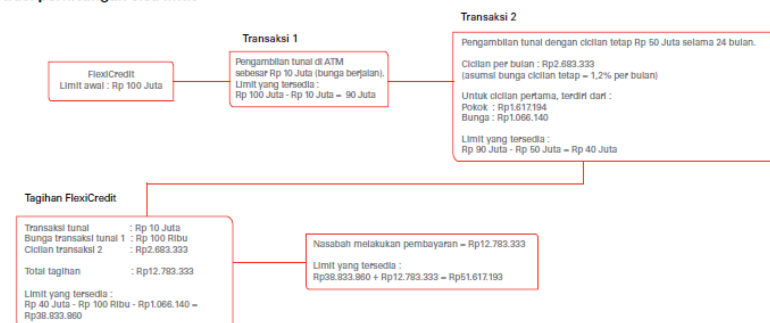 Transaksi 2
Transaksi 1
FlexiCredit
Limit awal : Rp 100 Juta
Pengambilan tunai di ATM
sebesar Rp 10 Juta (bunga berjalan).
Limit yang tersedia :
Rp 100 Juta - Rp 10 Juta = 90 Juta
Pengambilan tunai dengan cicilan tetap Rp 50 Juta selama 24 bulan.
Cicilan per bulan : Rp2.683.333
(asumsi bunga cicilan tetap = 1,2% per bulan)
Untuk cicilan pertama, terdiri dari :
Pokok : Rp1.617.194
Bunga : Rp1.066.140
Limit yang tersedia :
Rp 90 Juta - Rp 50 Juta = Rp 40 Juta
Tagihan FlexiCredit
Transaksi tunai : Rp 10 Juta
Bunga transaksi tunai 1 : Rp 100 Ribu
Cicilan transaksi 2 : Rp2.683.333
Total tagihan : Rp12.783.333
Limit yang tersedia :
Rp 40 Juta - Rp 100 Ribu - Rp1.066.140 =
Rp38.833.860
Nasabah melakukan pembayaran = Rp12.783.333
Limit yang tersedia :
Rp38.833.860 + Rp12.783.333 = Rp51.617.193